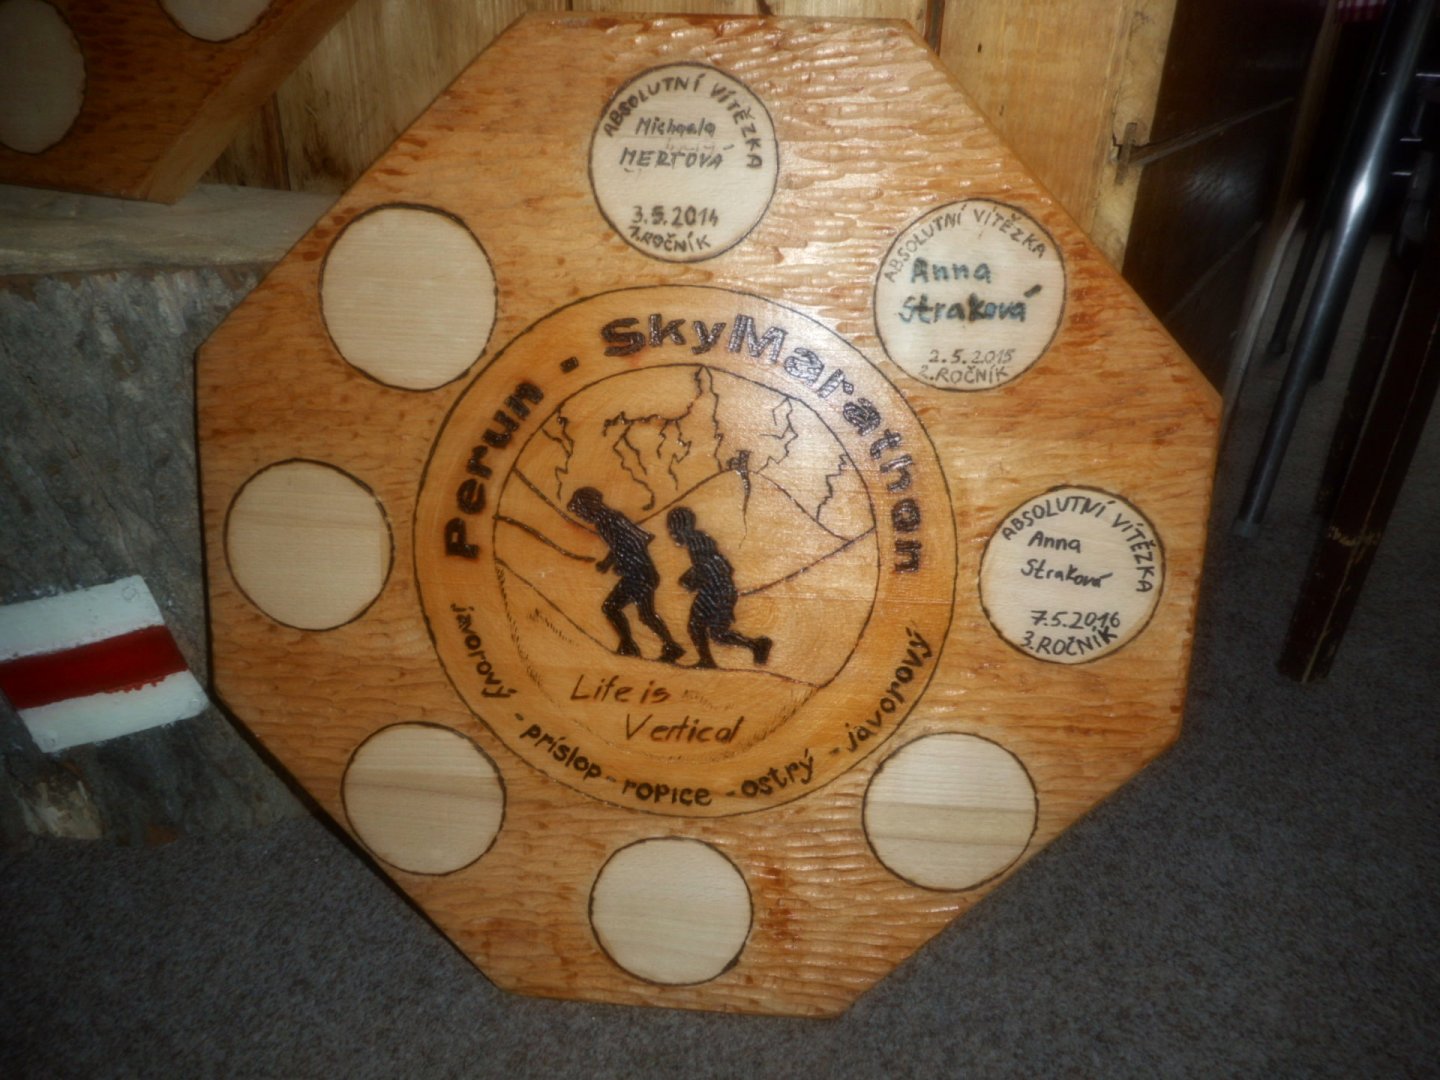 ABSOLUTNÍ VÍTĚZKA
Michaela
MERTOVÁ
3.5.2014
1.ROČNÍK
ABSOLUTNÍ VÍTĚZKA
Anna
Straková
2.5.2015
2.ROČNÍK
ABSOLUTNÍ VÍTĚZKA
Anna
Straková
7.5.2016
3.ROČNÍK
Perun - SkyMarathon
Life is
Vertical
javorový - príslop - ropice - ostrý - javorový